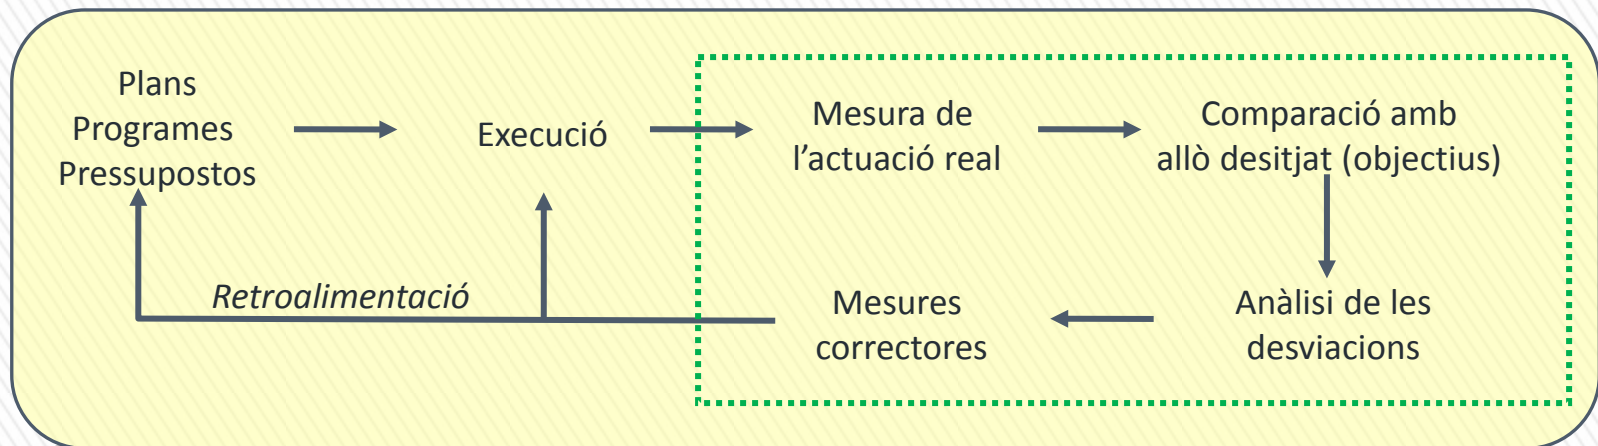 Plans
Programes
Pressupostos
Execució
Mesura de
l’actuació real
Comparació amb
allò desitjat (objectius)
Retroalimentació
Mesures
correctores
Anàlisi de les
desviacions